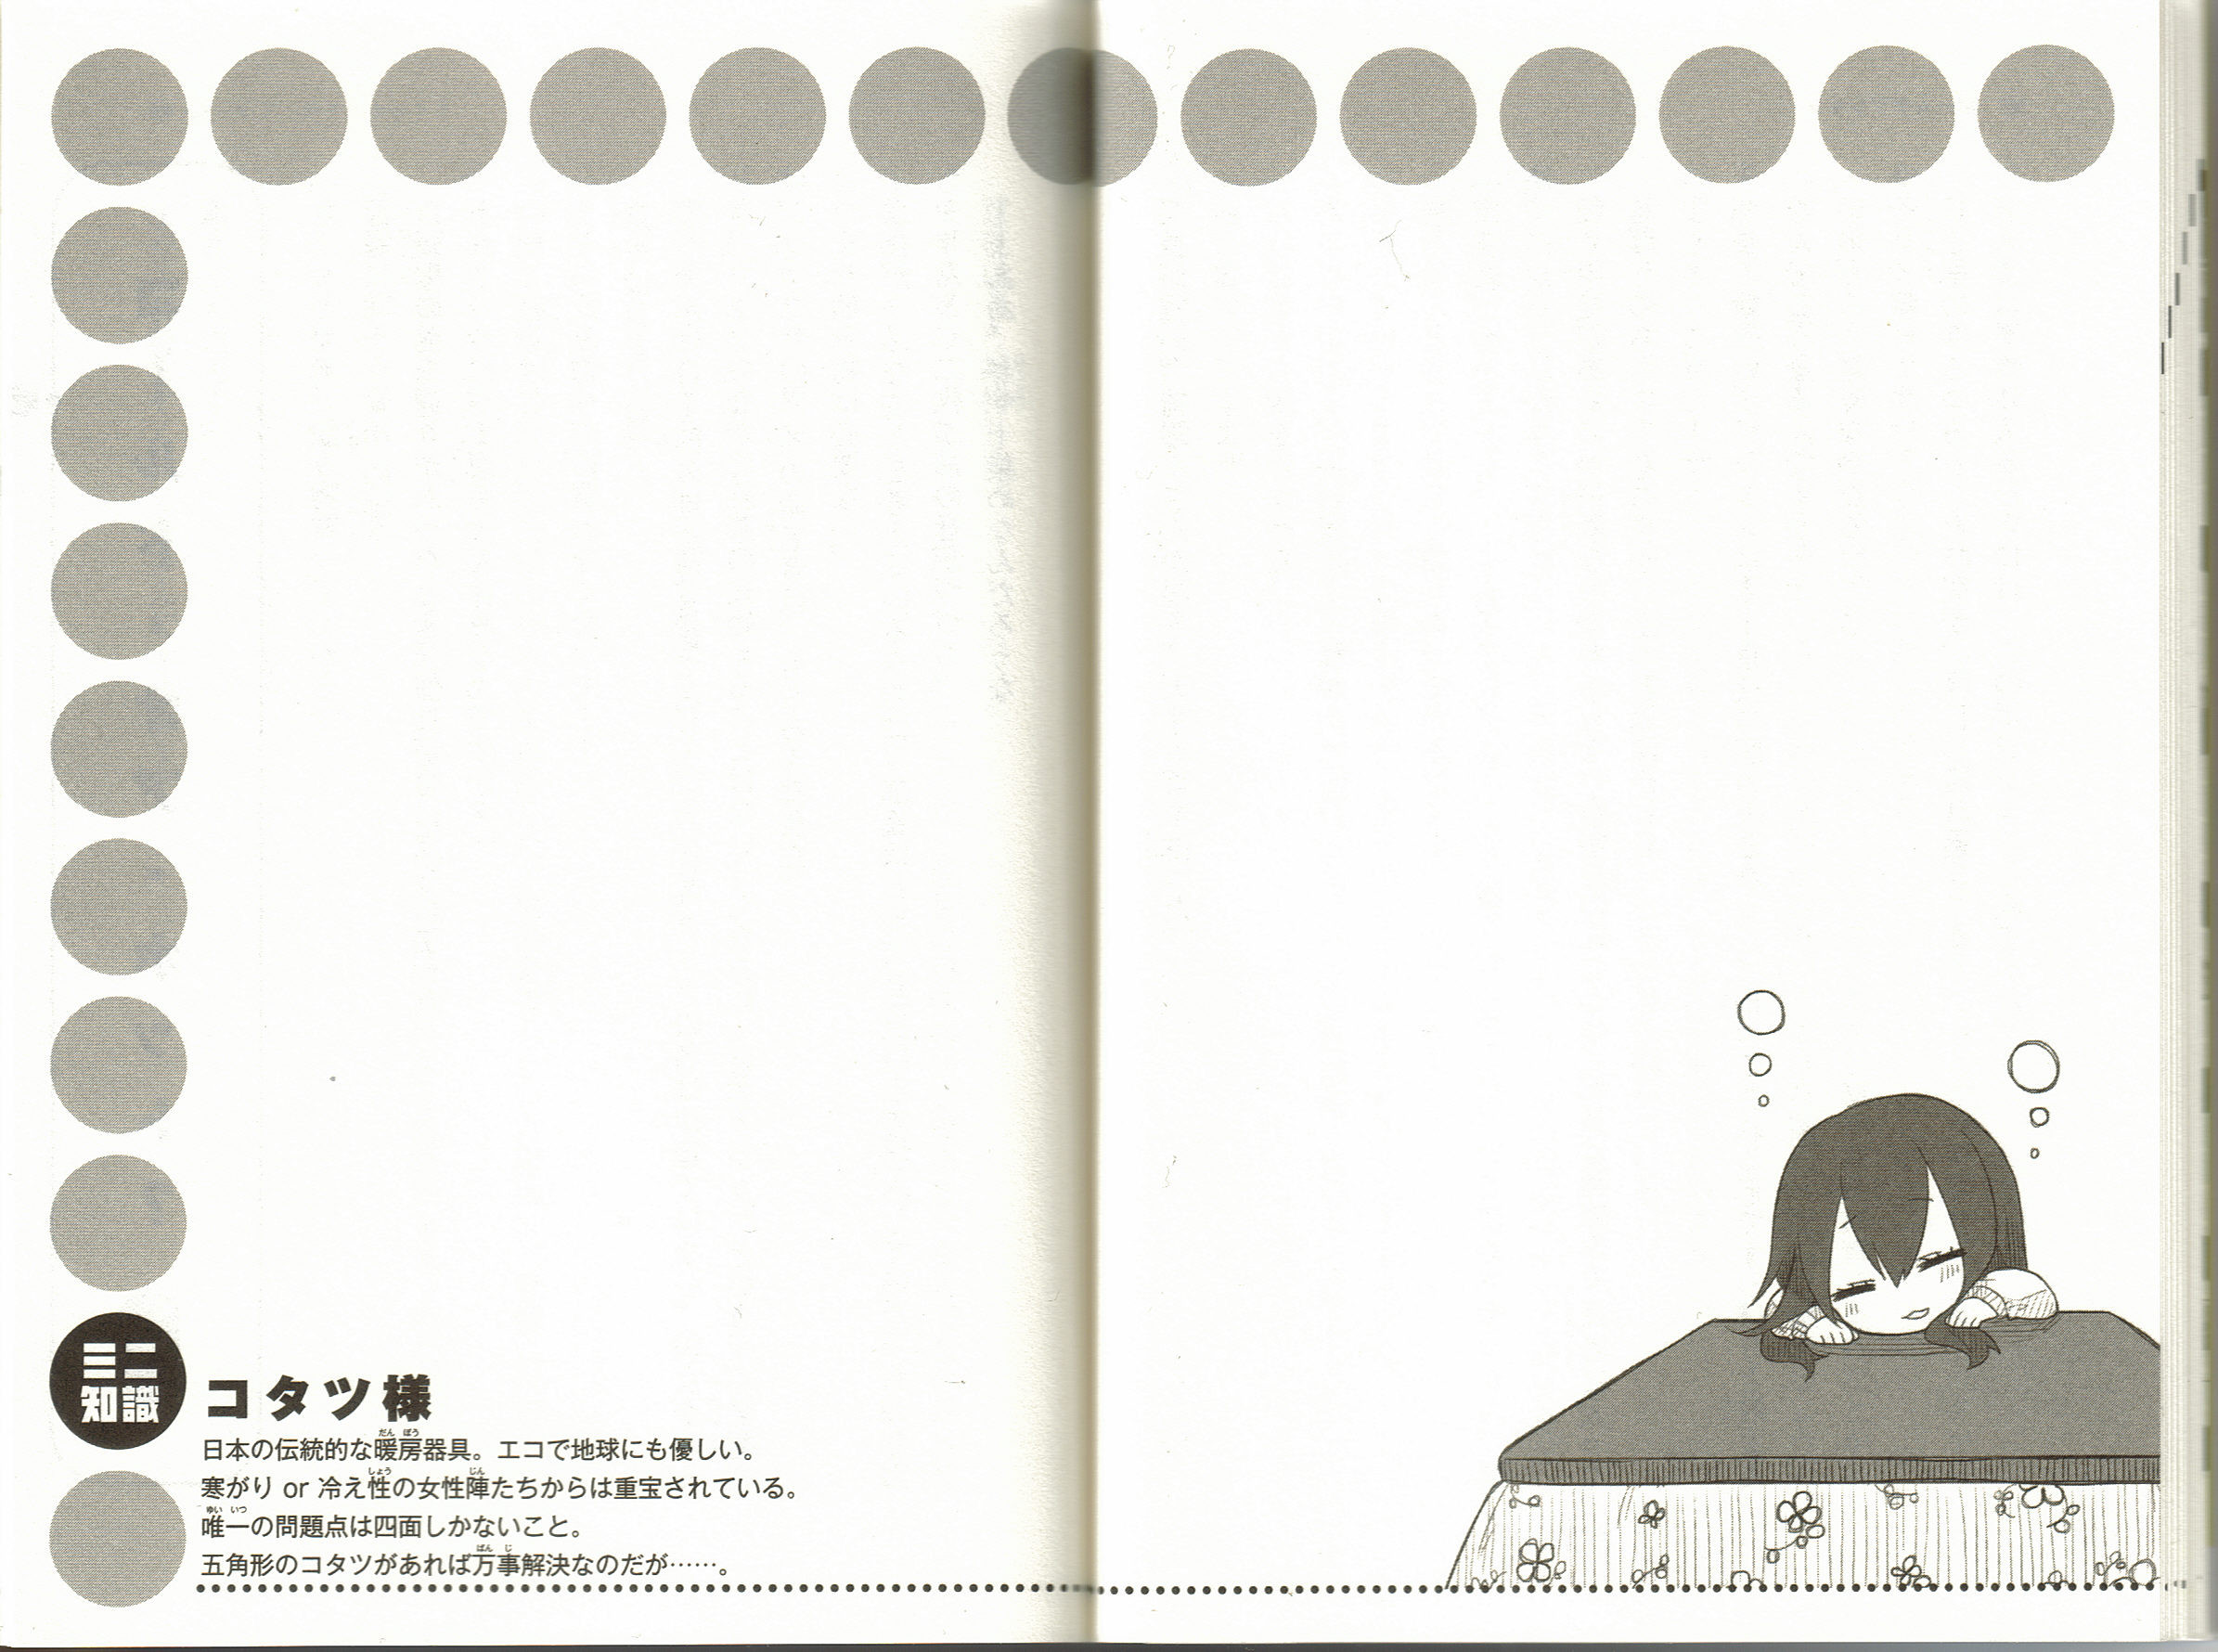 ミニ
知識
コタツ様
日本の伝統的な暖房器具。エコで地球にも優しい。
寒がり or 冷え性の女性陣たちからは重宝されている。
唯一の問題点は四面しかないこと。
五角形のコタツがあれば万事解決なのだが……。